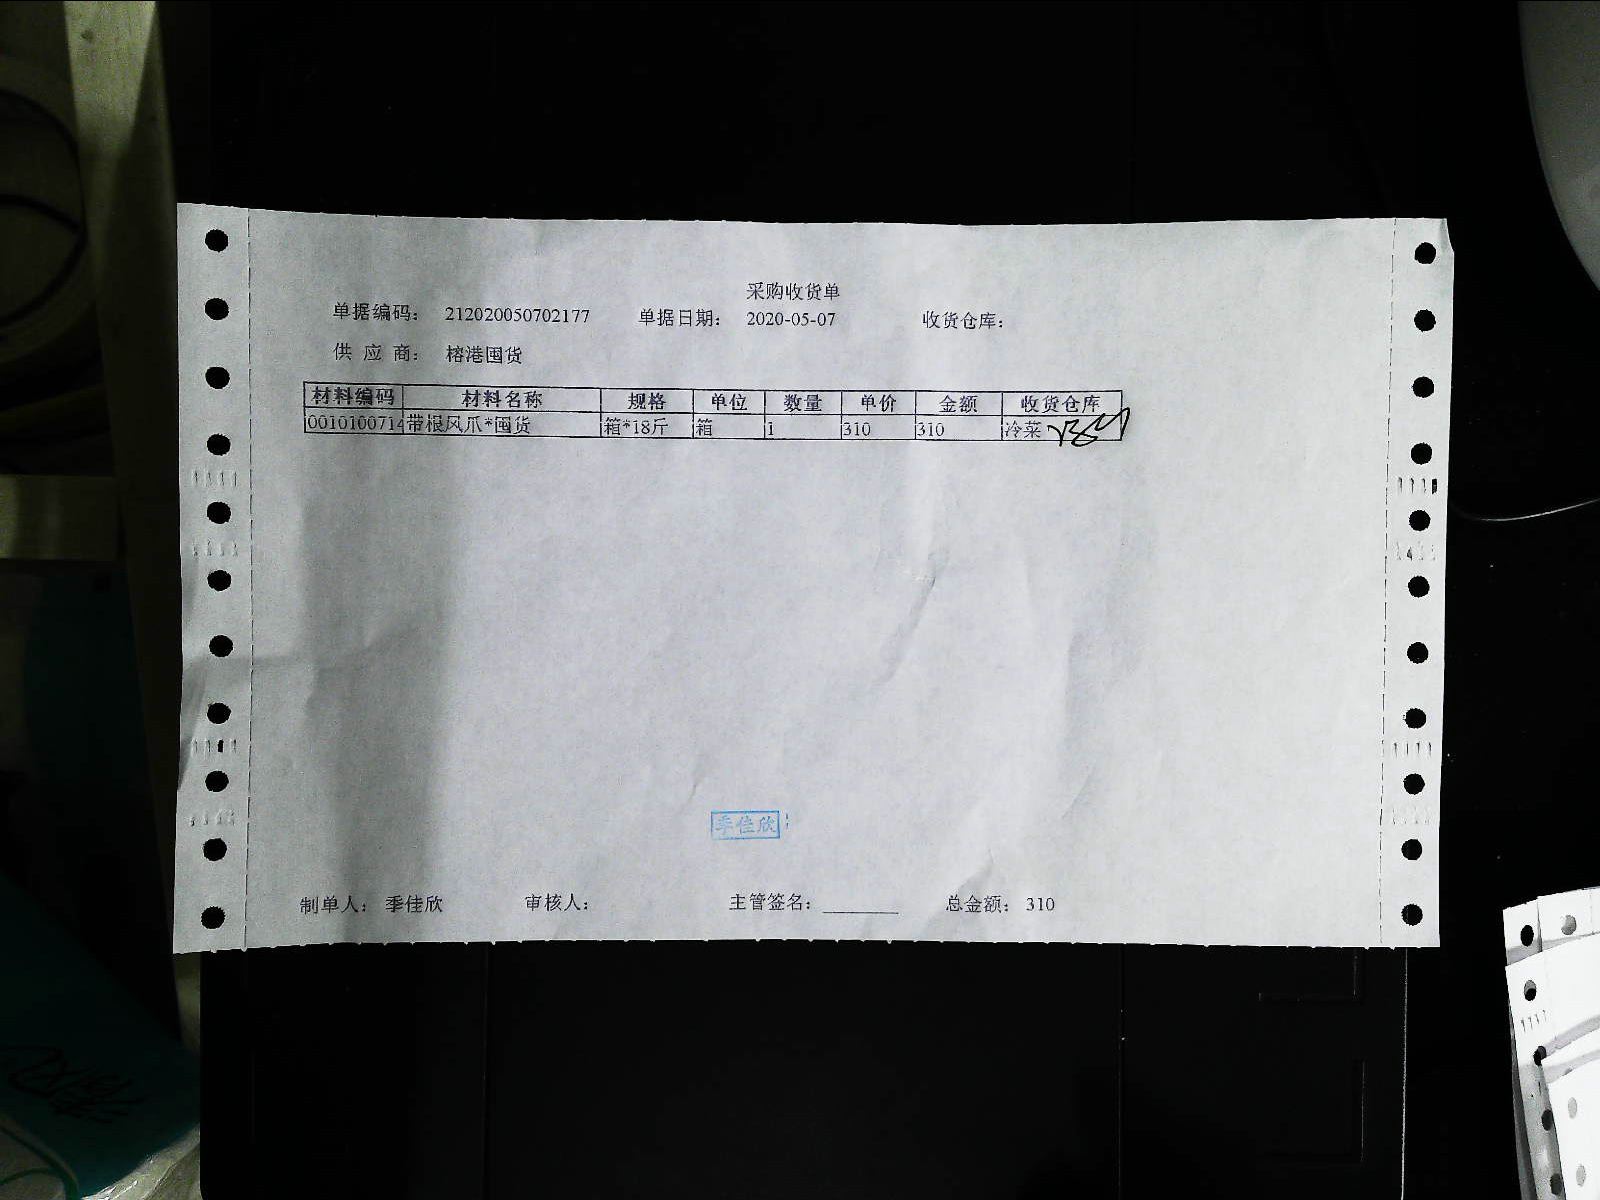 采购收货单
单据编码： 212020050702177 单据日期： 2020-05-07 收货仓库：
供 应 商： 榕港囤货
材料编码 材料名称 规格 单位 数量 单价 金额 收货仓库
0010100714 带根凤爪*囤货 箱*18斤 箱 1 310 310 冷菜
季佳欣
制单人： 季佳欣 审核人： 主管签名： ________ 总金额： 310